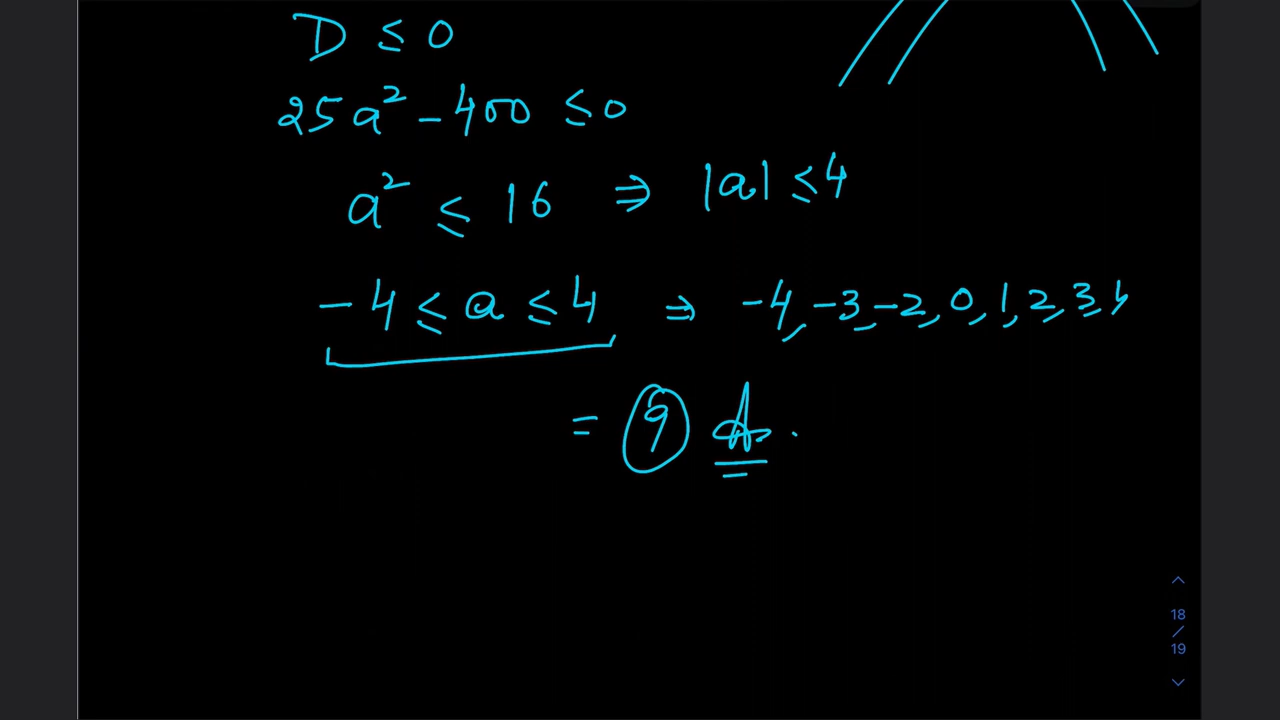 D ≤ 0
25a² - 400 ≤ 0
a² ≤ 16 ⇒ |a| ≤ 4
-4 ≤ a ≤ 4 ⇒ -4, -3, -2, 0, 1, 2, 3, 4
= 9 A.
18
/
19